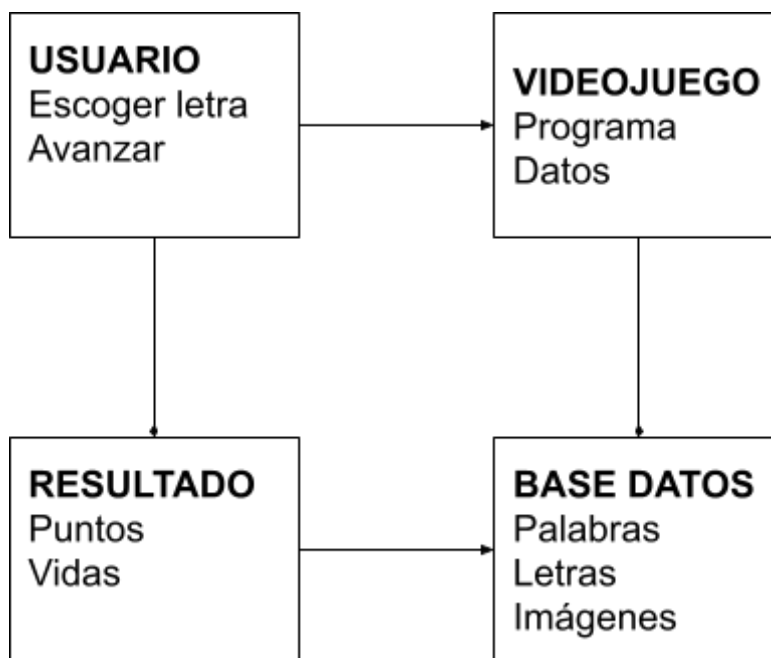 USUARIO
Escoger letra
Avanzar
VIDEOJUEGO
Programa
Datos
RESULTADO
Puntos
Vidas
BASE DATOS
Palabras
Letras
Imágenes